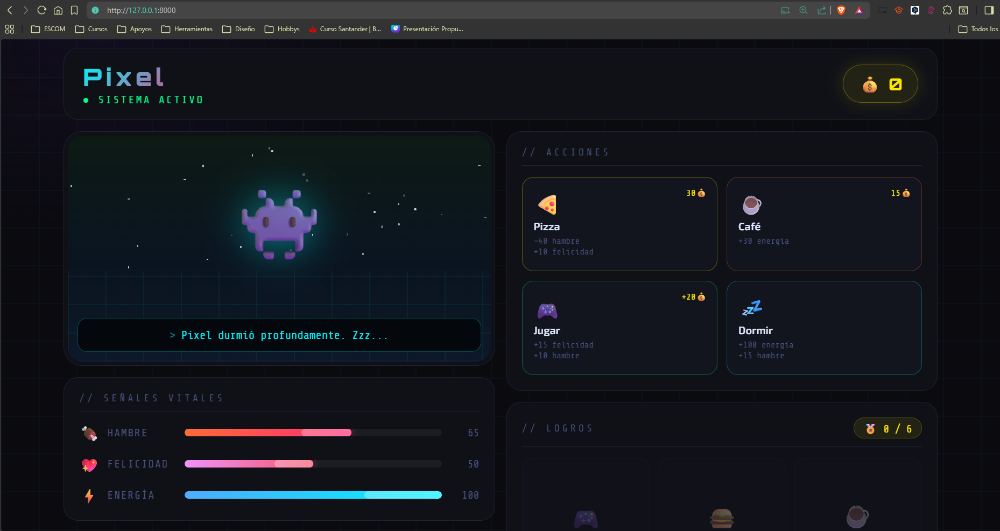 http://127.0.0.1:8000
ESCOM
Cursos
Apoyos
Herramientas
Diseño
Hobbys
Curso Santander | B...
Presentación Propu...
Todos los
Pixel
SISTEMA ACTIVO
0
> Pixel durmió profundamente. Zzz...
// SEÑALES VITALES
HAMBRE
65
FELICIDAD
50
ENERGÍA
100
// ACCIONES
30
Pizza
-40 hambre
+10 felicidad
15
Café
+30 energía
+20
Jugar
+15 felicidad
+10 hambre
Dormir
+100 energía
+15 hambre
// LOGROS
0 / 6